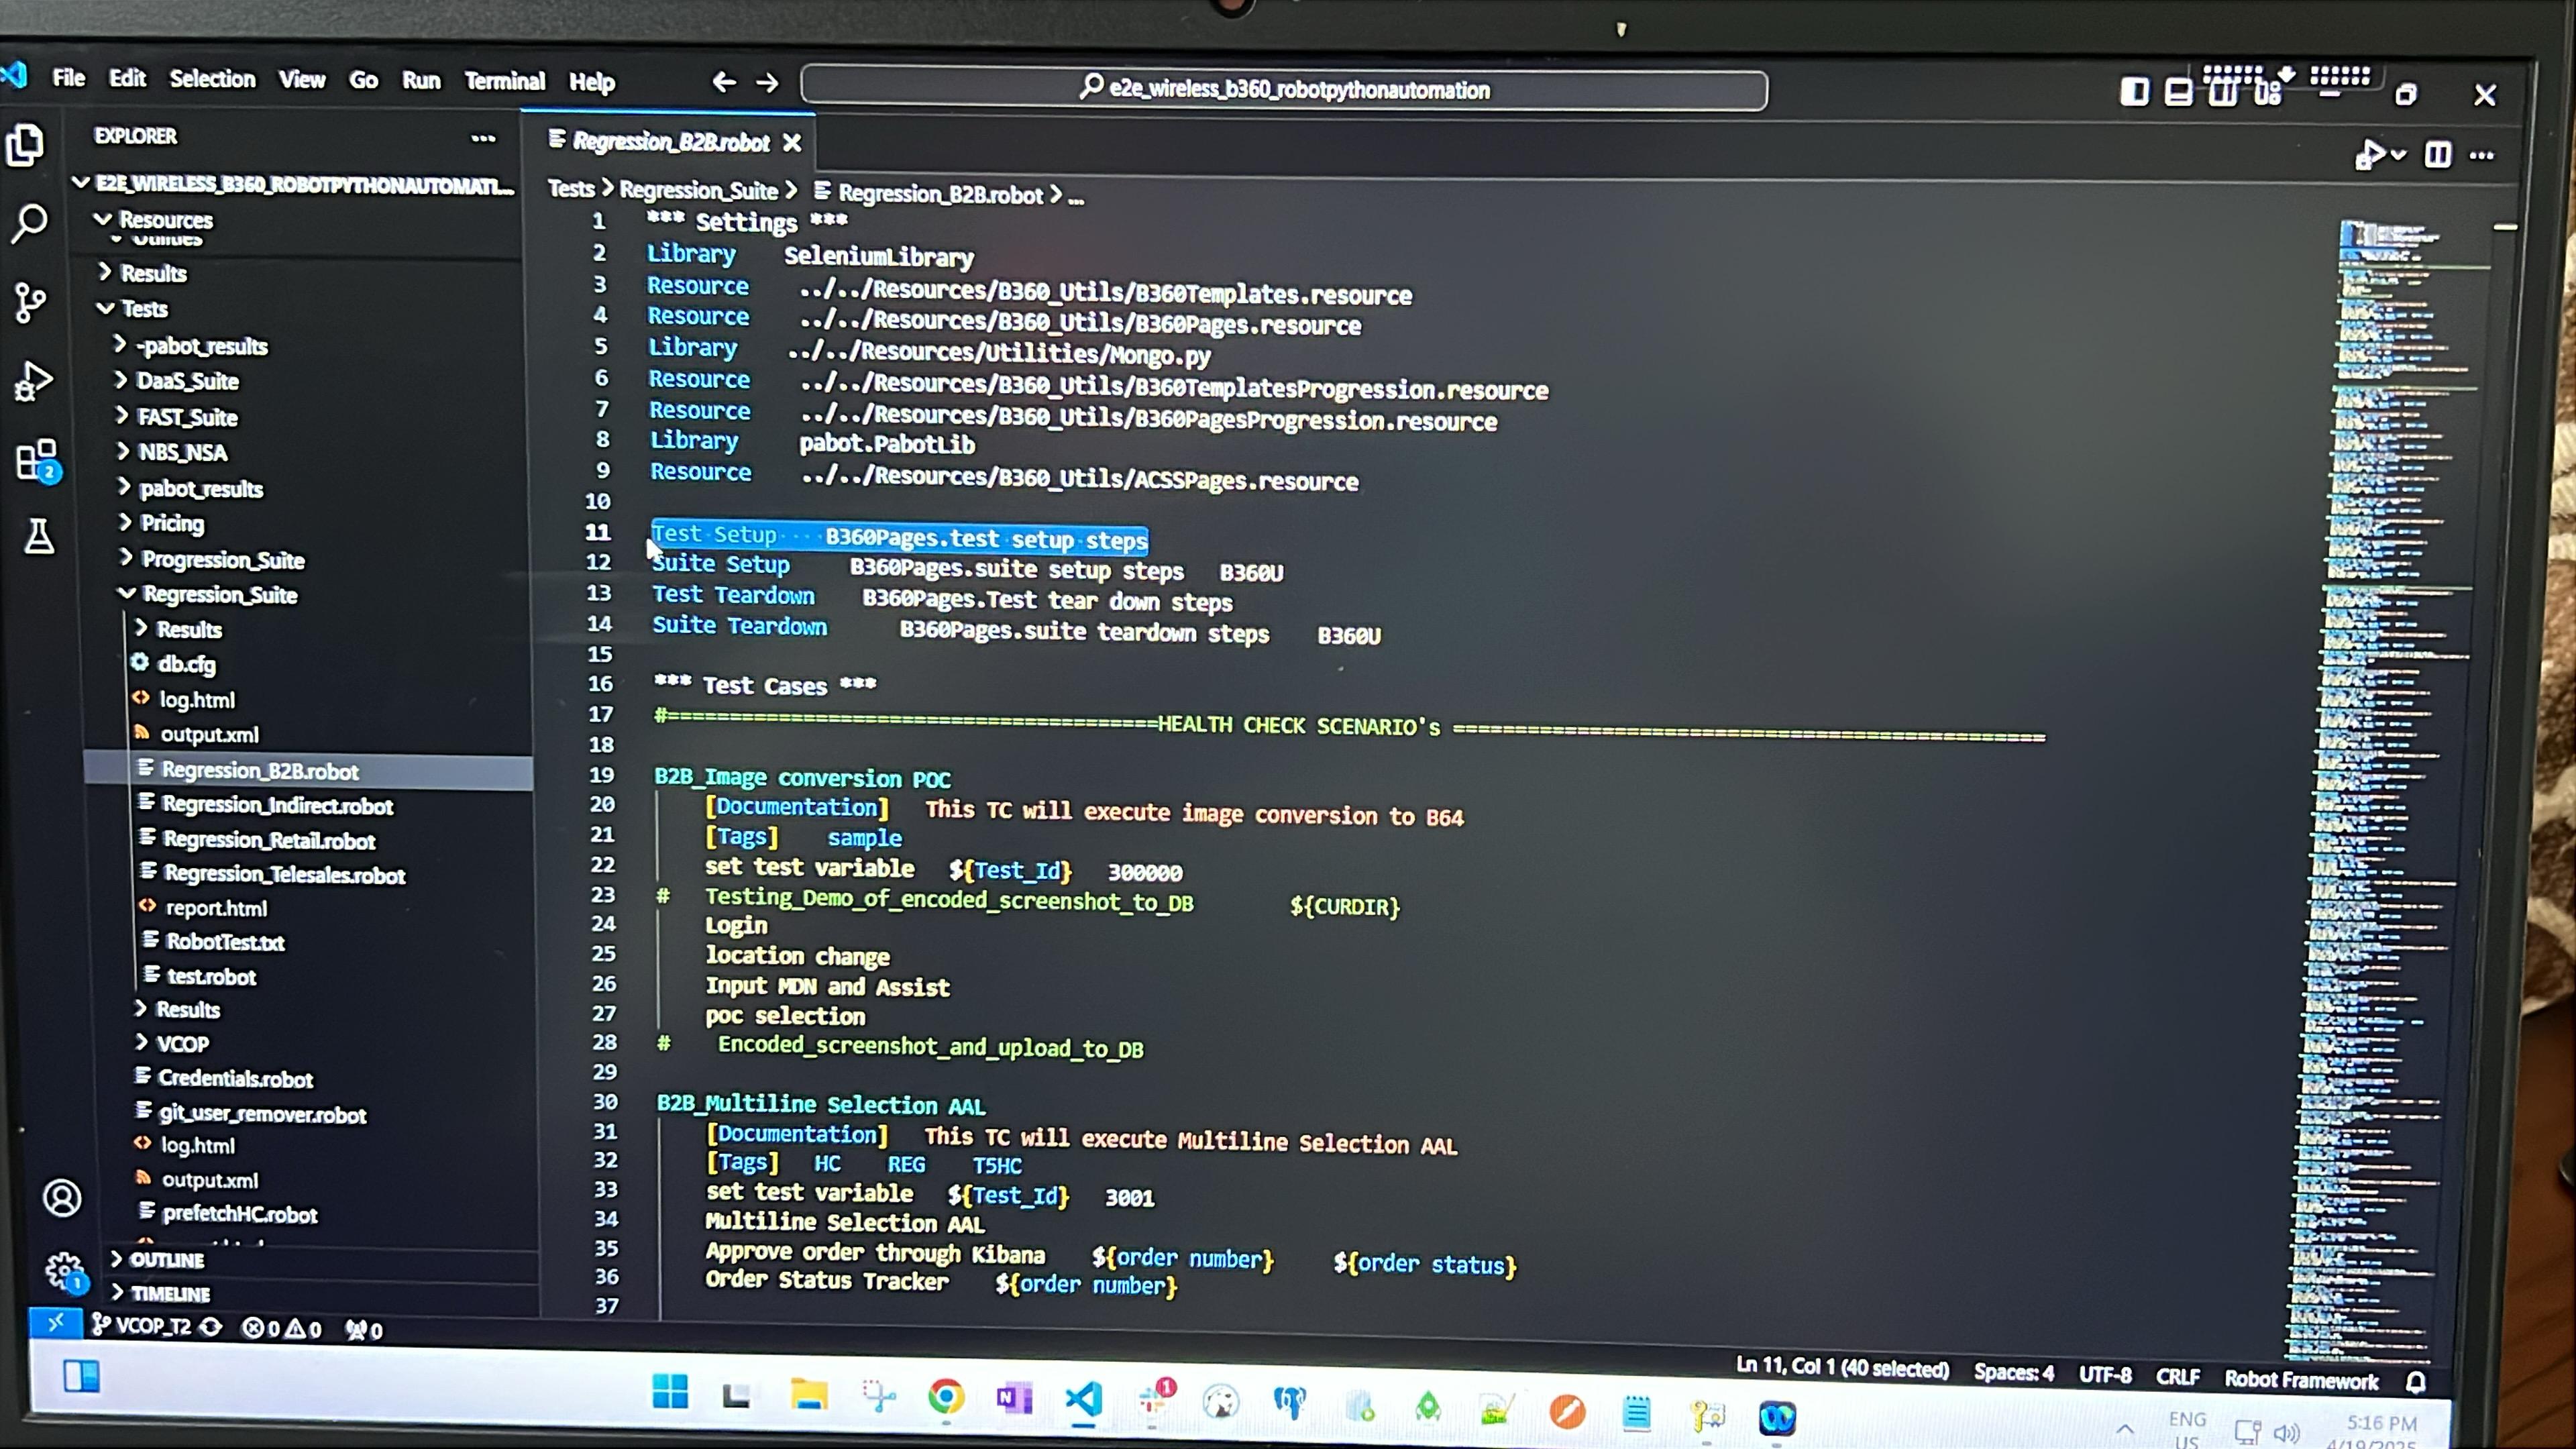 File Edit Selection View Go Run Terminal Help
e2e_wireless_b360_robotpythonautomation
EXPLORER
E2E_WIRELESS_B360_ROBOTPYTHONAUTOMATI...
Resources
Utilities
Results
Tests
-pabot_results
DaaS_Suite
FAST_Suite
NBS_NSA
pabot_results
Pricing
Progression_Suite
Regression_Suite
Results
db.cfg
log.html
output.xml
Regression_B2B.robot
Regression_Indirect.robot
Regression_Retail.robot
Regression_Telesales.robot
report.html
RobotTest.txt
test.robot
Results
VCOP
Credentials.robot
git_user_remover.robot
log.html
output.xml
prefetchHC.robot
OUTLINE
TIMELINE
Regression_B2B.robot
Tests > Regression_Suite > Regression_B2B.robot > ...
1 *** Settings ***
2 Library    SeleniumLibrary
3 Resource    ../../Resources/B360_Utils/B360Templates.resource
4 Resource    ../../Resources/B360_Utils/B360Pages.resource
5 Library    ../../Resources/Utilities/Mongo.py
6 Resource    ../../Resources/B360_Utils/B360TemplatesProgression.resource
7 Resource    ../../Resources/B360_Utils/B360PagesProgression.resource
8 Library    pabot.PabotLib
9 Resource    ../../Resources/B360_Utils/ACSSPages.resource
10
11 Test Setup    B360Pages.test setup steps
12 Suite Setup    B360Pages.suite setup steps   B360U
13 Test Teardown    B360Pages.Test tear down steps
14 Suite Teardown    B360Pages.suite teardown steps    B360U
15
16 *** Test Cases ***
17 #========================================HEALTH CHECK SCENARIO's ================================================
18
19 B2B_Image conversion POC
20 [Documentation]   This TC will execute image conversion to B64
21 [Tags]    sample
22 set test variable   ${Test_Id}   300000
23 #   Testing_Demo_of_encoded_screenshot_to_DB    ${CURDIR}
24 Login
25 location change
26 Input MDN and Assist
27 poc selection
28 #    Encoded_screenshot_and_upload_to_DB
29
30 B2B_Multiline Selection AAL
31 [Documentation]   This TC will execute Multiline Selection AAL
32 [Tags]   HC    REG    T5HC
33 set test variable   ${Test_Id}   3001
34 Multiline Selection AAL
35 Approve order through Kibana    ${order number}    ${order status}
36 Order Status Tracker    ${order number}
37
VCOP_T2 0 0 0
Ln 11, Col 1 (40 selected) Spaces: 4 UTF-8 CRLF Robot Framework
2
1
1
ENG
US
5:16 PM